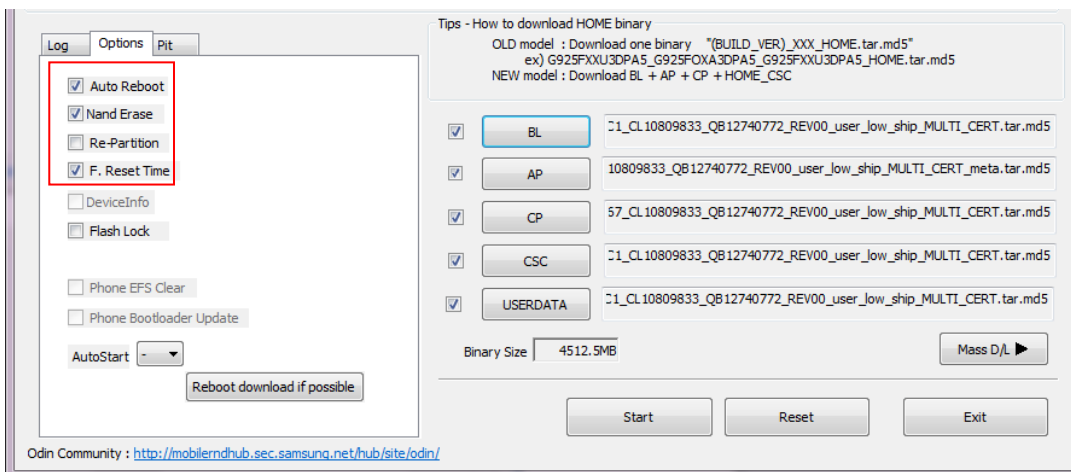 Log Options Pit
Auto Reboot
Nand Erase
Re-Partition
F. Reset Time
DeviceInfo
Flash Lock
Phone EFS Clear
Phone Bootloader Update
AutoStart -
Reboot download if possible
Tips - How to download HOME binary
OLD model : Download one binary "(BUILD_VER)_XXX_HOME.tar.md5"
ex) G925FXXU3DPA5_G925FOXA3DPA5_G925FXXU3DPA5_HOME.tar.md5
NEW model : Download BL + AP + CP + HOME_CSC
BL C1_CL10809833_QB12740772_REV00_user_low_ship_MULTI_CERT.tar.md5
AP 10809833_QB12740772_REV00_user_low_ship_MULTI_CERT_meta.tar.md5
CP 57_CL10809833_QB12740772_REV00_user_low_ship_MULTI_CERT.tar.md5
CSC C1_CL10809833_QB12740772_REV00_user_low_ship_MULTI_CERT.tar.md5
USERDATA C1_CL10809833_QB12740772_REV00_user_low_ship_MULTI_CERT.tar.md5
Binary Size 4512.5MB
Mass D/L ▶
Start Reset Exit
Odin Community : http://mobilerndhub.sec.samsung.net/hub/site/odin/